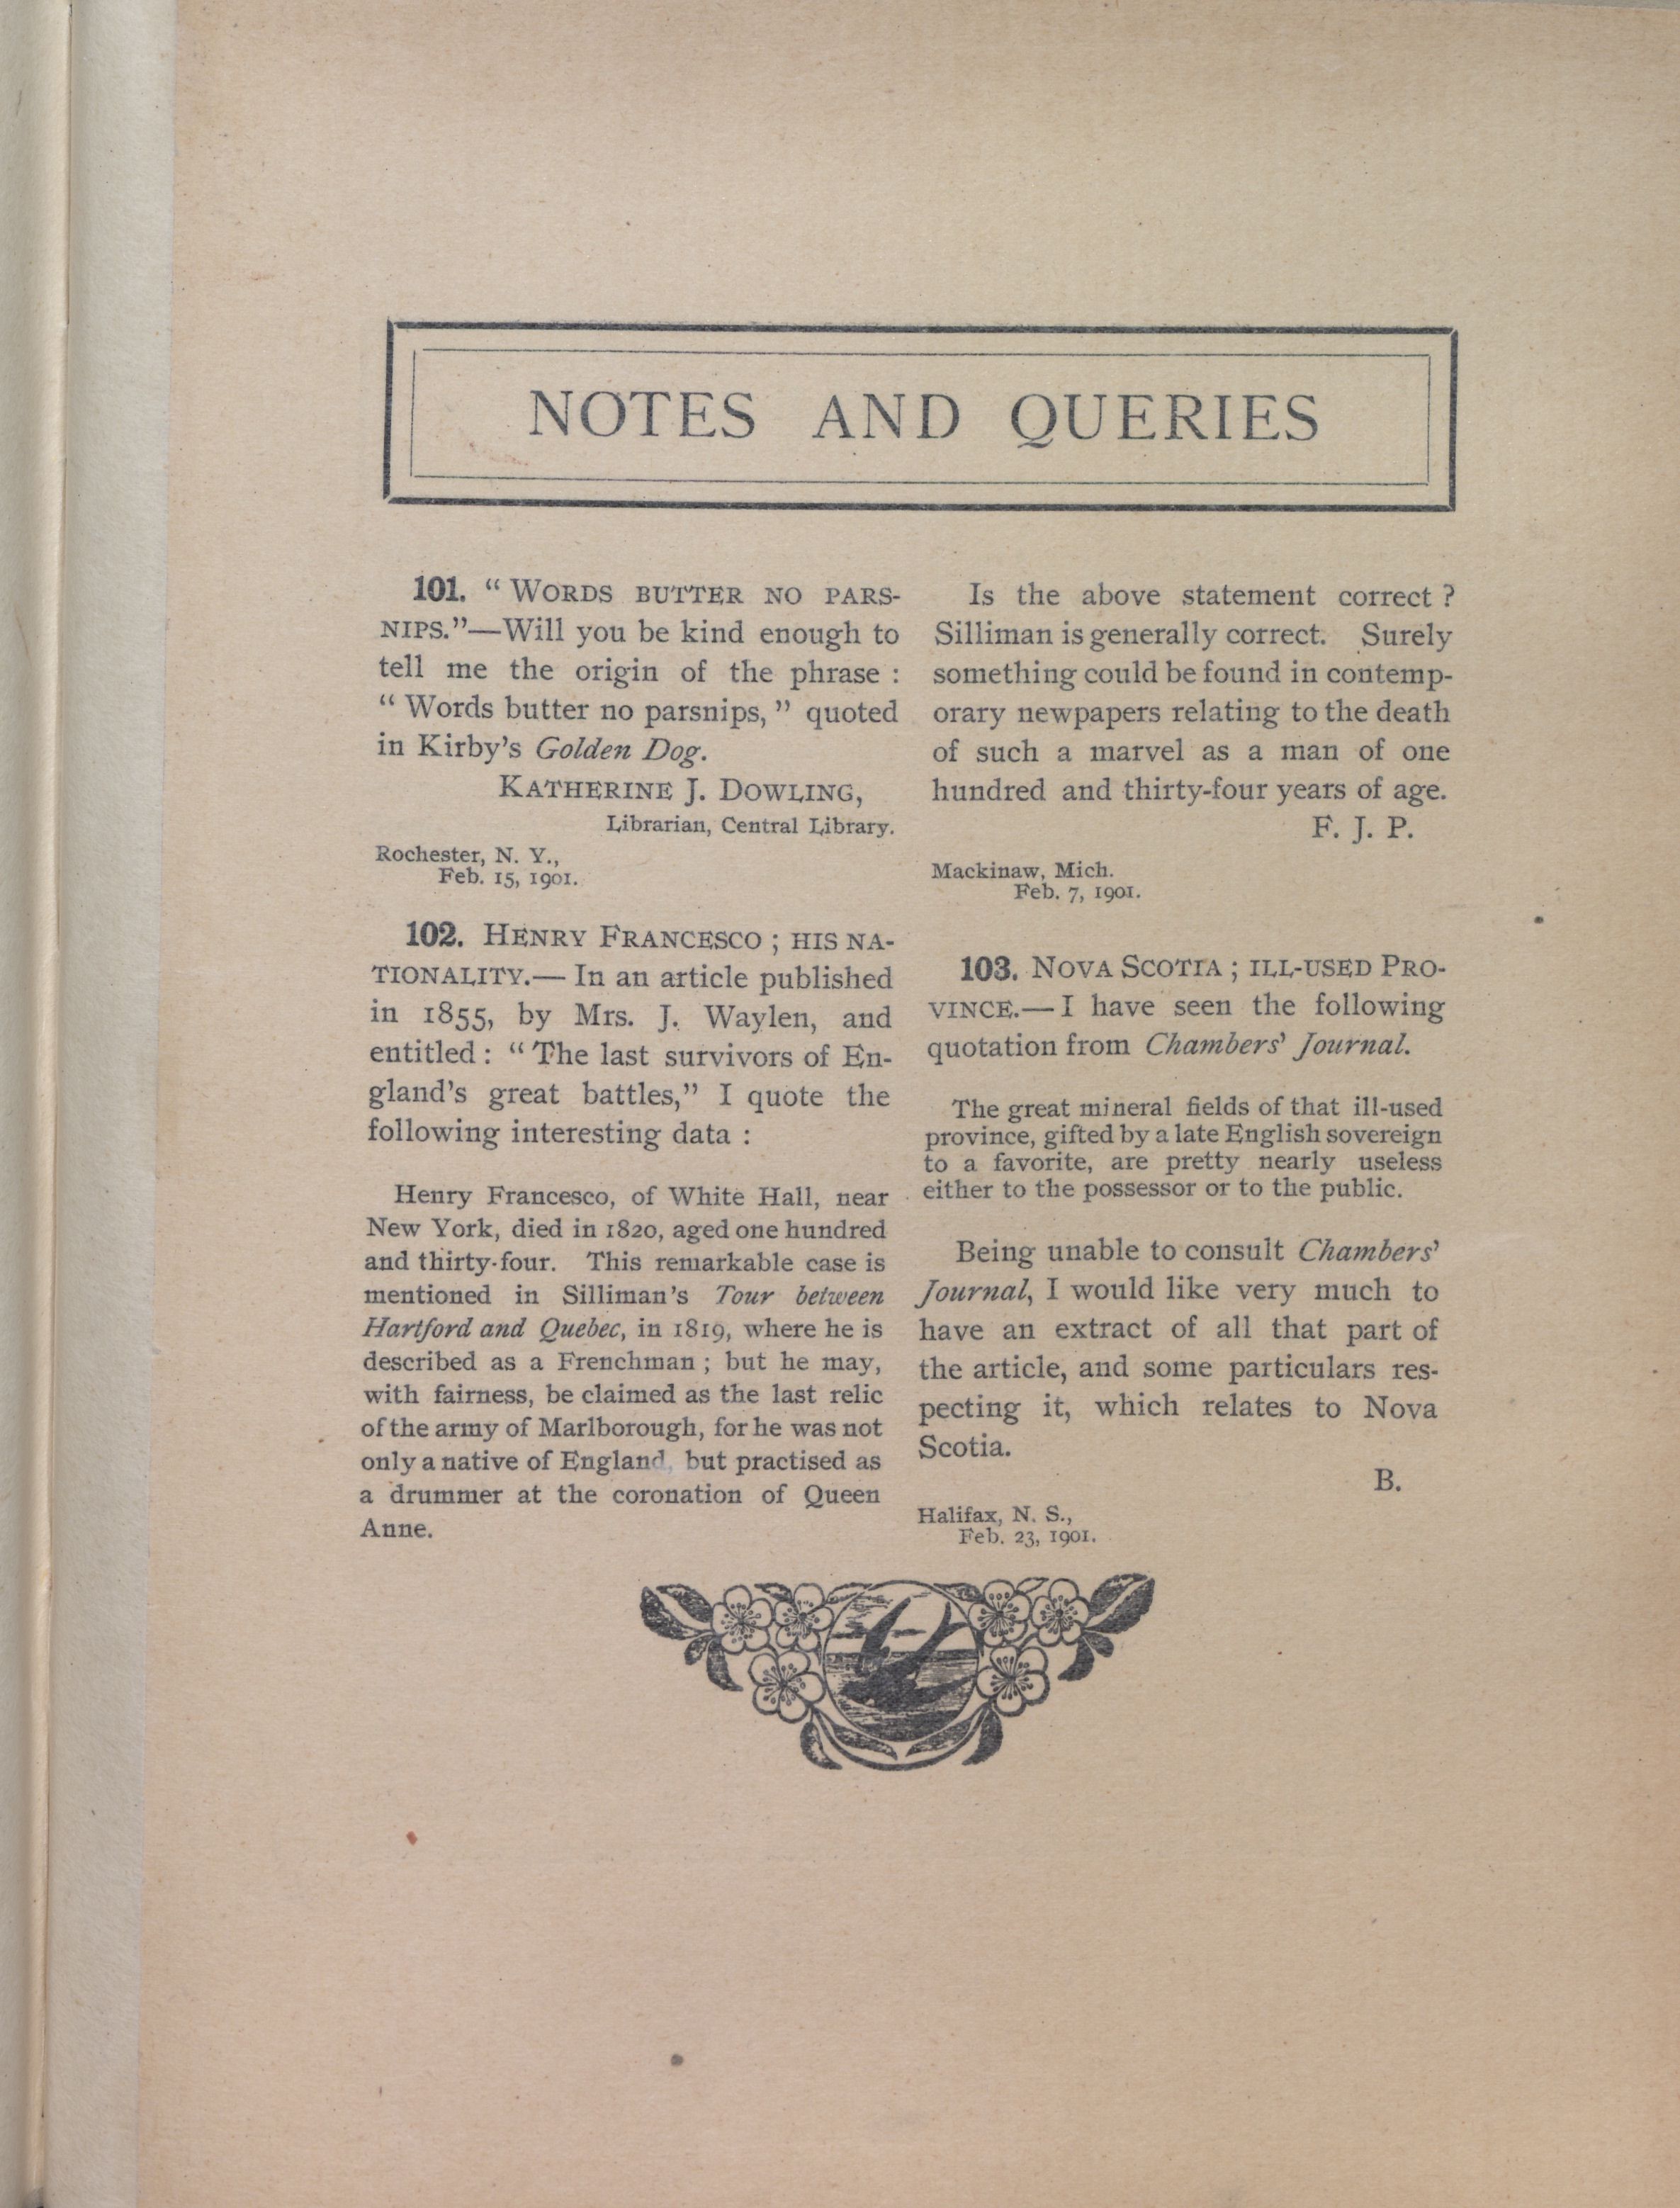 NOTES AND QUERIES
101. “ WORDS BUTTER NO PARS-
NIPS.”—Will you be kind enough to
tell me the origin of the phrase :
“ Words butter no parsnips, ” quoted
in Kirby’s Golden Dog.
KATHERINE J. DOWLING,
Librarian, Central Library.
Rochester, N. Y.,
Feb. 15, 1901.
102. HENRY FRANCESCO ; HIS NA-
TIONALITY.— In an article published
in 1855, by Mrs. J. Waylen, and
entitled : “ The last survivors of En-
gland’s great battles,” I quote the
following interesting data :
Henry Francesco, of White Hall, near
New York, died in 1820, aged one hundred
and thirty-four. This remarkable case is
mentioned in Silliman’s Tour between
Hartford and Quebec, in 1819, where he is
described as a Frenchman ; but he may,
with fairness, be claimed as the last relic
of the army of Marlborough, for he was not
only a native of England, but practised as
a drummer at the coronation of Queen
Anne.
Is the above statement correct ?
Silliman is generally correct. Surely
something could be found in contemp-
orary newpapers relating to the death
of such a marvel as a man of one
hundred and thirty-four years of age.
F. J. P.
Mackinaw, Mich.
Feb. 7, 1901.
103. NOVA SCOTIA ; ILL-USED PRO-
VINCE.— I have seen the following
quotation from Chambers’ Journal.
The great mineral fields of that ill-used
province, gifted by a late English sovereign
to a favorite, are pretty nearly useless
either to the possessor or to the public.
Being unable to consult Chambers’
Journal, I would like very much to
have an extract of all that part of
the article, and some particulars res-
pecting it, which relates to Nova
Scotia.
B.
Halifax, N. S.,
Feb. 23, 1901.